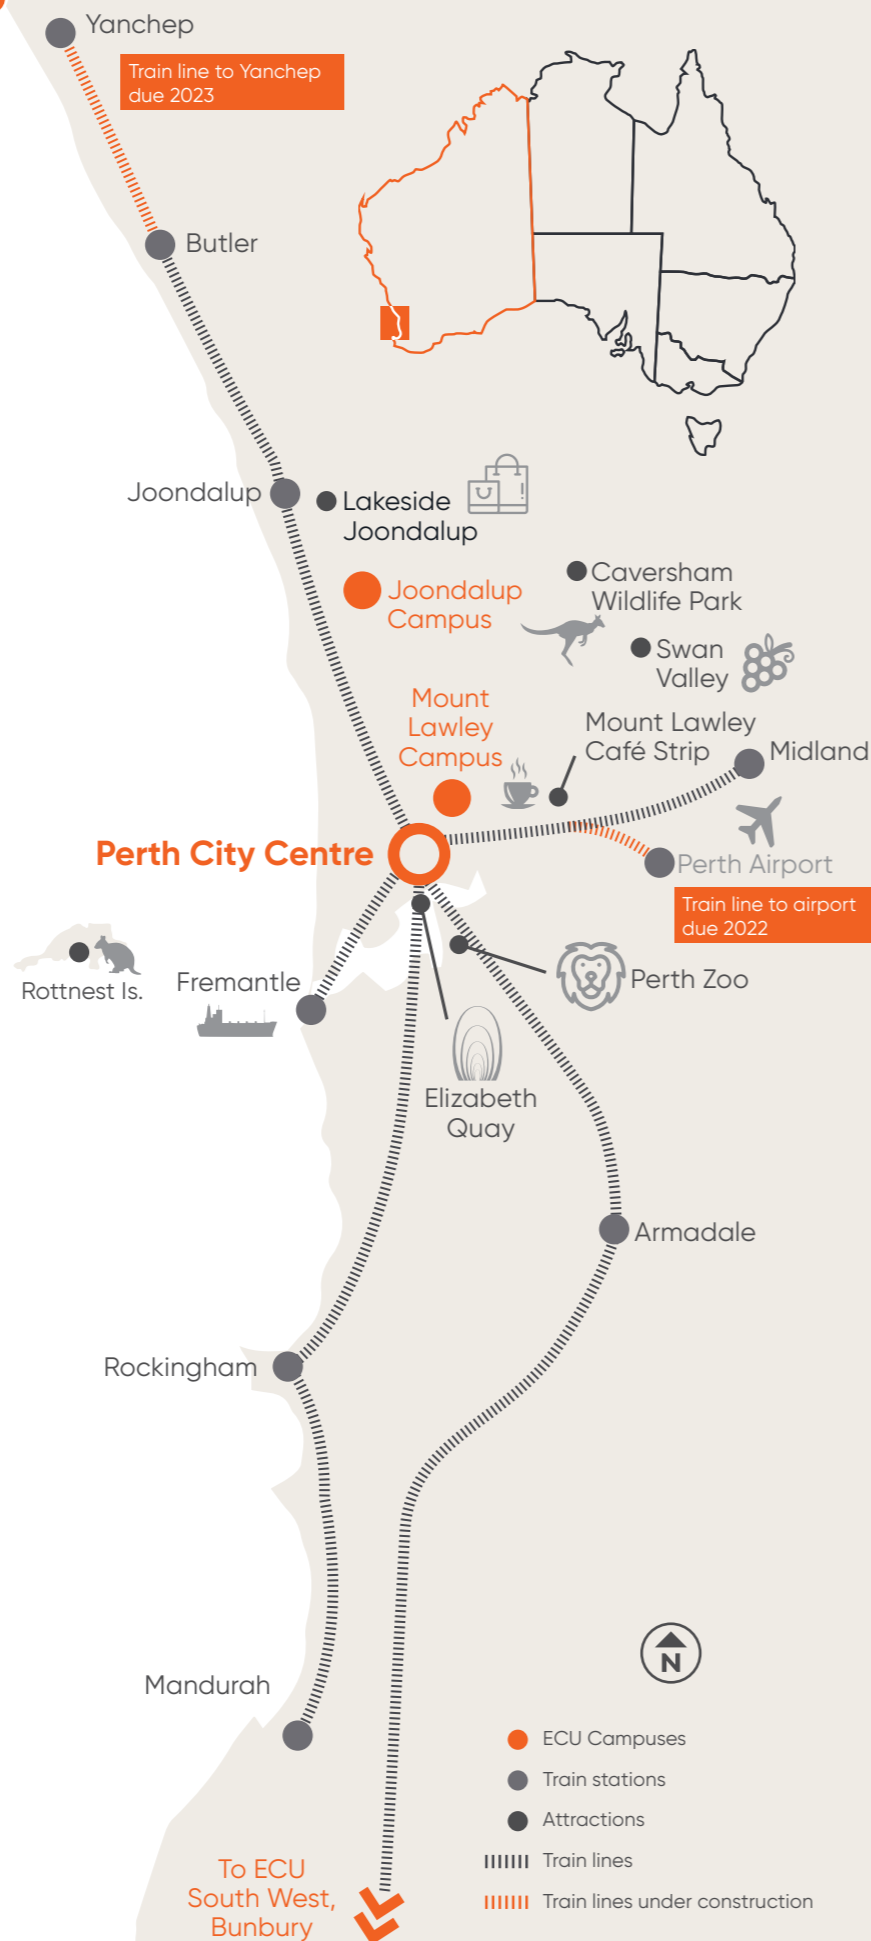 Yanchep
Train line to Yanchep
due 2023
Butler
Joondalup
Lakeside
Joondalup
Joondalup
Campus
Caversham
Wildlife Park
Swan
Valley
Mount
Lawley
Campus
Mount Lawley
Café Strip
Midland
Perth City Centre
Perth Airport
Train line to airport
due 2022
Rottnest Is.
Fremantle
Perth Zoo
Elizabeth
Quay
Armadale
Rockingham
Mandurah
N
ECU Campuses
Train stations
Attractions
Train lines
Train lines under construction
To ECU
South West,
Bunbury